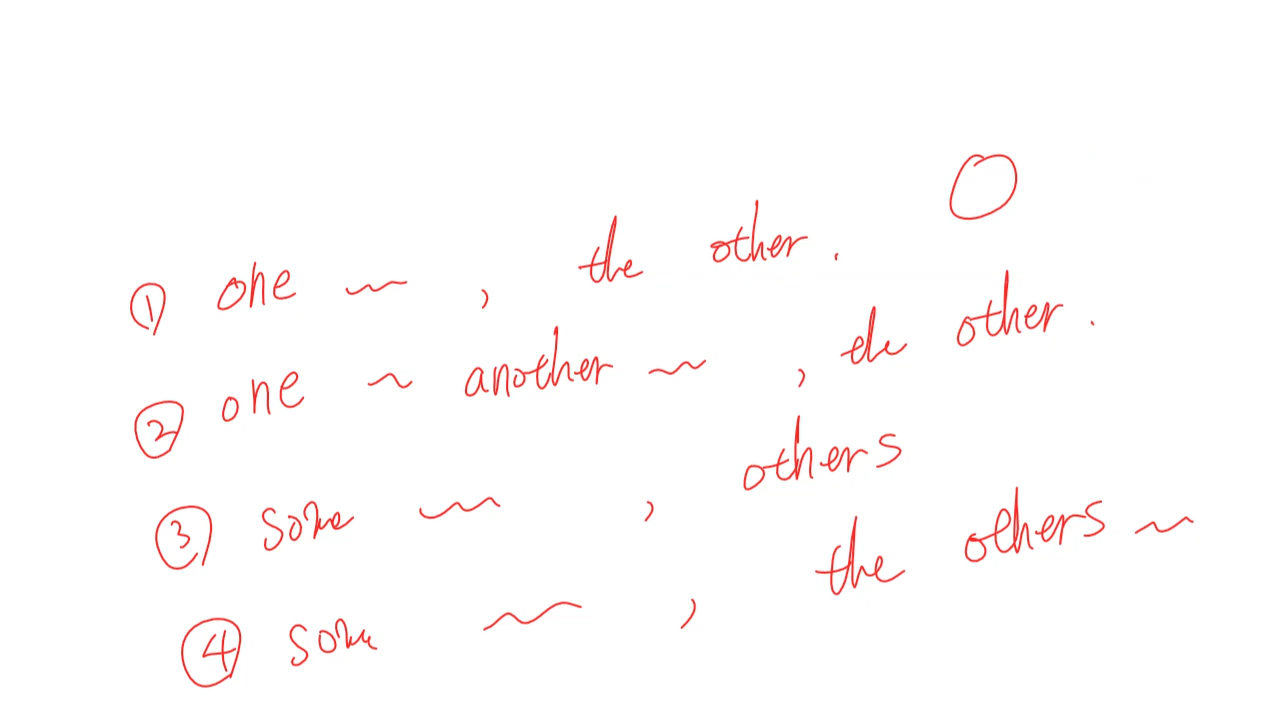 ① one ~ , the other.
② one ~ another ~ , the other.
③ some ~ , others
④ some ~ , the others ~